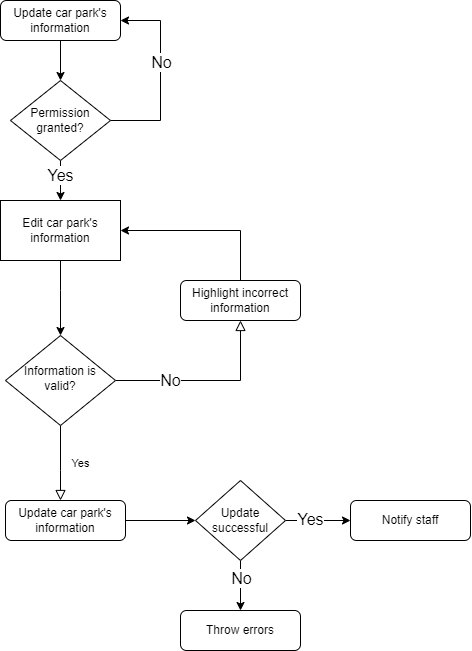 Update car park's
information
No
Permission
granted?
Yes
Edit car park's
information
Highlight incorrect
information
Information is
valid?
No
Yes
Update car park's
information
Update
successful
Yes
Notify staff
No
Throw errors